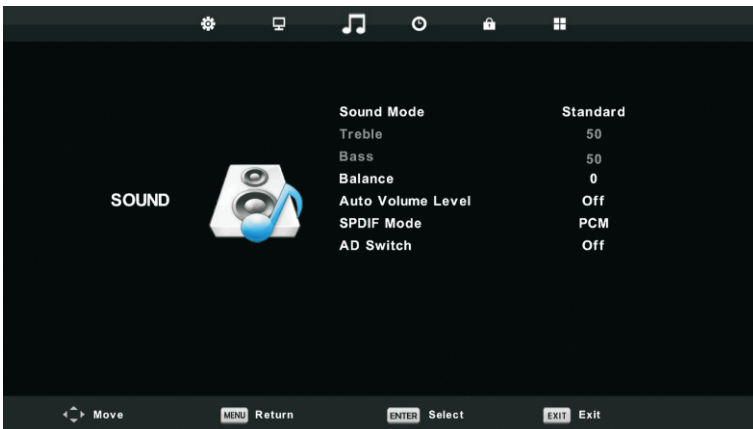 Sound Mode Standard
Treble 50
Bass 50
Balance 0
SOUND
Auto Volume Level Off
SPDIF Mode PCM
AD Switch Off
Move MENU Return ENTER Select EXIT Exit